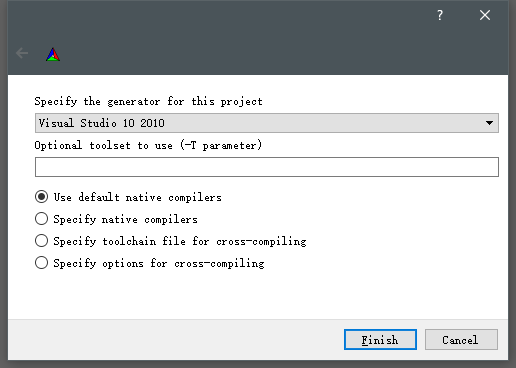 ?
Specify the generator for this project
Visual Studio 10 2010
Optional toolset to use (-T parameter)
Use default native compilers
Specify native compilers
Specify toolchain file for cross-compiling
Specify options for cross-compiling
Finish
Cancel